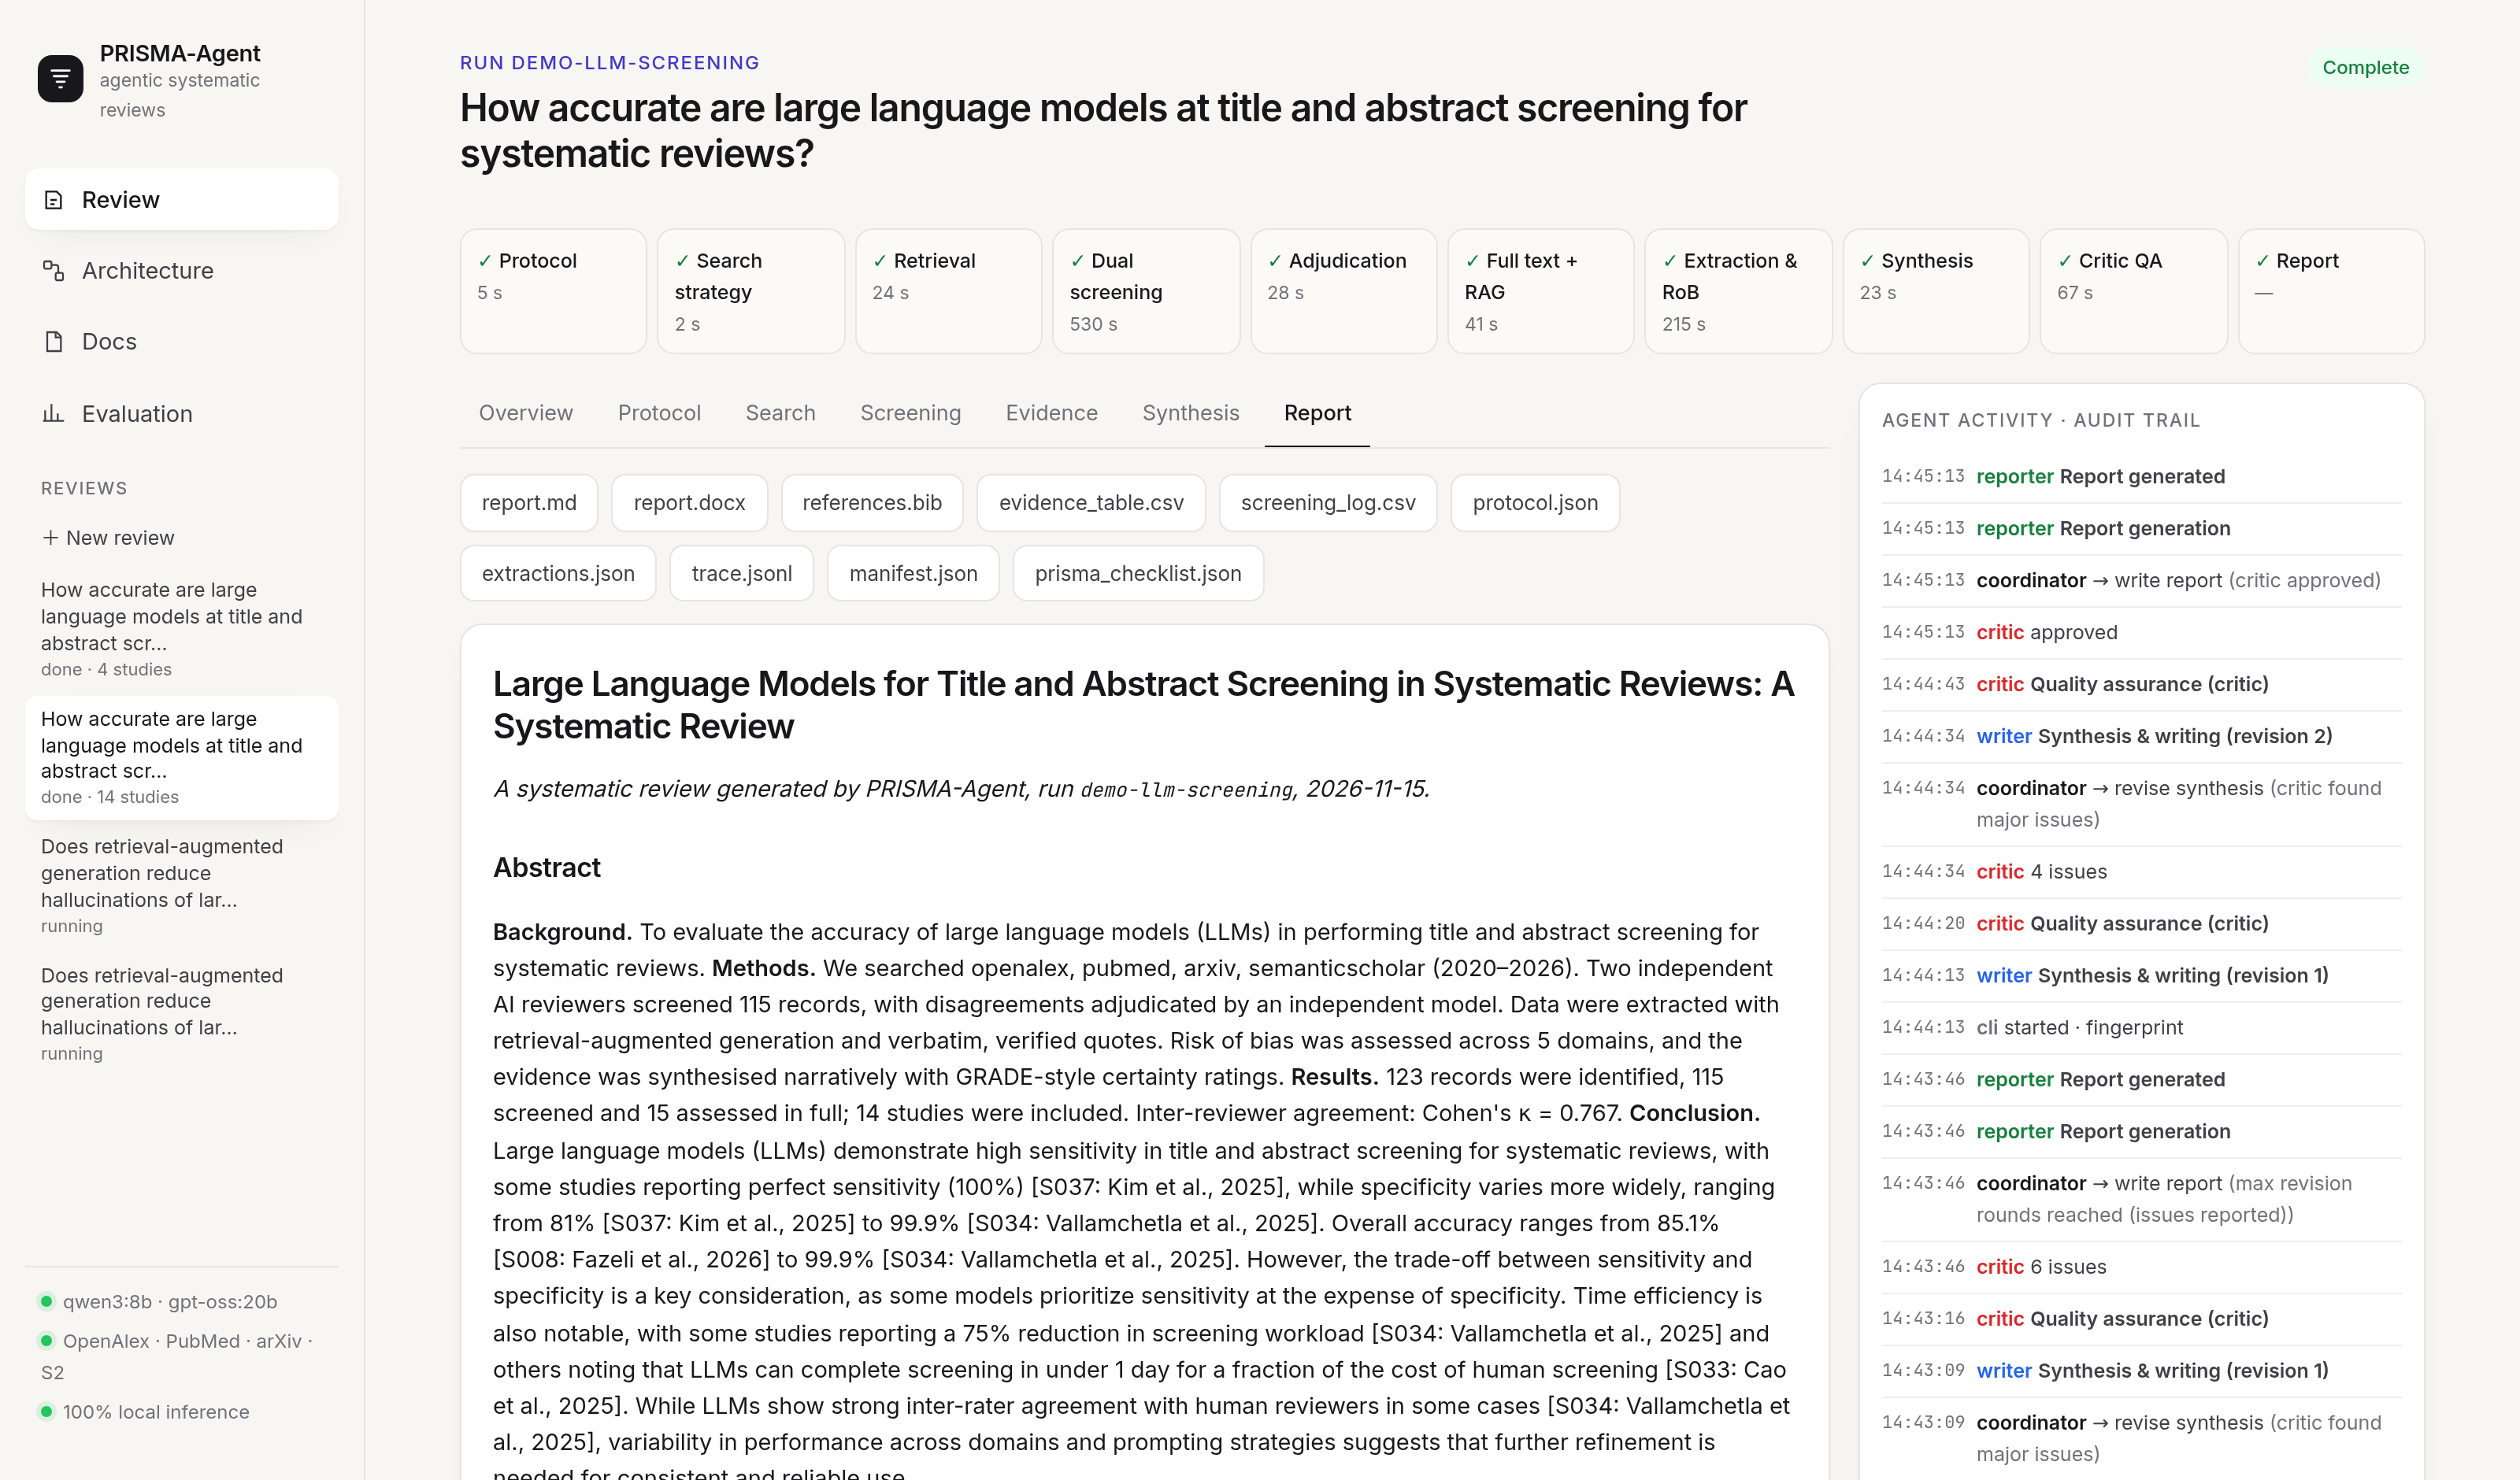 PRISMA-Agent
agentic systematic
reviews
Review
Architecture
Docs
Evaluation
REVIEWS
+ New review
How accurate are large
language models at title and
abstract scr...
done · 4 studies
How accurate are large
language models at title and
abstract scr...
done · 14 studies
Does retrieval-augmented
generation reduce
hallucinations of lar...
running
Does retrieval-augmented
generation reduce
hallucinations of lar...
running
qwen3:8b · gpt-oss:20b
OpenAlex · PubMed · arXiv ·
S2
100% local inference
RUN DEMO-LLM-SCREENING
Complete
How accurate are large language models at title and abstract screening for
systematic reviews?
✓ Protocol
5 s
✓ Search
strategy
2 s
✓ Retrieval
24 s
✓ Dual
screening
530 s
✓ Adjudication
28 s
✓ Full text +
RAG
41 s
✓ Extraction &
RoB
215 s
✓ Synthesis
23 s
✓ Critic QA
67 s
✓ Report
—
Overview Protocol Search Screening Evidence Synthesis Report
report.md report.docx references.bib evidence_table.csv screening_log.csv protocol.json
extractions.json trace.jsonl manifest.json prisma_checklist.json
Large Language Models for Title and Abstract Screening in Systematic Reviews: A
Systematic Review
A systematic review generated by PRISMA-Agent, run demo-llm-screening, 2026-11-15.
Abstract
Background. To evaluate the accuracy of large language models (LLMs) in performing title and abstract screening for
systematic reviews. Methods. We searched openalex, pubmed, arxiv, semanticscholar (2020–2026). Two independent
AI reviewers screened 115 records, with disagreements adjudicated by an independent model. Data were extracted with
retrieval-augmented generation and verbatim, verified quotes. Risk of bias was assessed across 5 domains, and the
evidence was synthesised narratively with GRADE-style certainty ratings. Results. 123 records were identified, 115
screened and 15 assessed in full; 14 studies were included. Inter-reviewer agreement: Cohen's κ = 0.767. Conclusion.
Large language models (LLMs) demonstrate high sensitivity in title and abstract screening for systematic reviews, with
some studies reporting perfect sensitivity (100%) [S037: Kim et al., 2025], while specificity varies more widely, ranging
from 81% [S037: Kim et al., 2025] to 99.9% [S034: Vallamchetla et al., 2025]. Overall accuracy ranges from 85.1%
[S008: Fazeli et al., 2026] to 99.9% [S034: Vallamchetla et al., 2025]. However, the trade-off between sensitivity and
specificity is a key consideration, as some models prioritize sensitivity at the expense of specificity. Time efficiency is
also notable, with some studies reporting a 75% reduction in screening workload [S034: Vallamchetla et al., 2025] and
others noting that LLMs can complete screening in under 1 day for a fraction of the cost of human screening [S033: Cao
et al., 2025]. While LLMs show strong inter-rater agreement with human reviewers in some cases [S034: Vallamchetla et
al., 2025], variability in performance across domains and prompting strategies suggests that further refinement is
needed for consistent and reliable use.
AGENT ACTIVITY · AUDIT TRAIL
14:45:13 reporter Report generated
14:45:13 reporter Report generation
14:45:13 coordinator → write report (critic approved)
14:45:13 critic approved
14:44:43 critic Quality assurance (critic)
14:44:34 writer Synthesis & writing (revision 2)
14:44:34 coordinator → revise synthesis (critic found
major issues)
14:44:34 critic 4 issues
14:44:20 critic Quality assurance (critic)
14:44:13 writer Synthesis & writing (revision 1)
14:44:13 cli started · fingerprint
14:43:46 reporter Report generated
14:43:46 reporter Report generation
14:43:46 coordinator → write report (max revision
rounds reached (issues reported))
14:43:46 critic 6 issues
14:43:16 critic Quality assurance (critic)
14:43:09 writer Synthesis & writing (revision 1)
14:43:09 coordinator → revise synthesis (critic found
major issues)